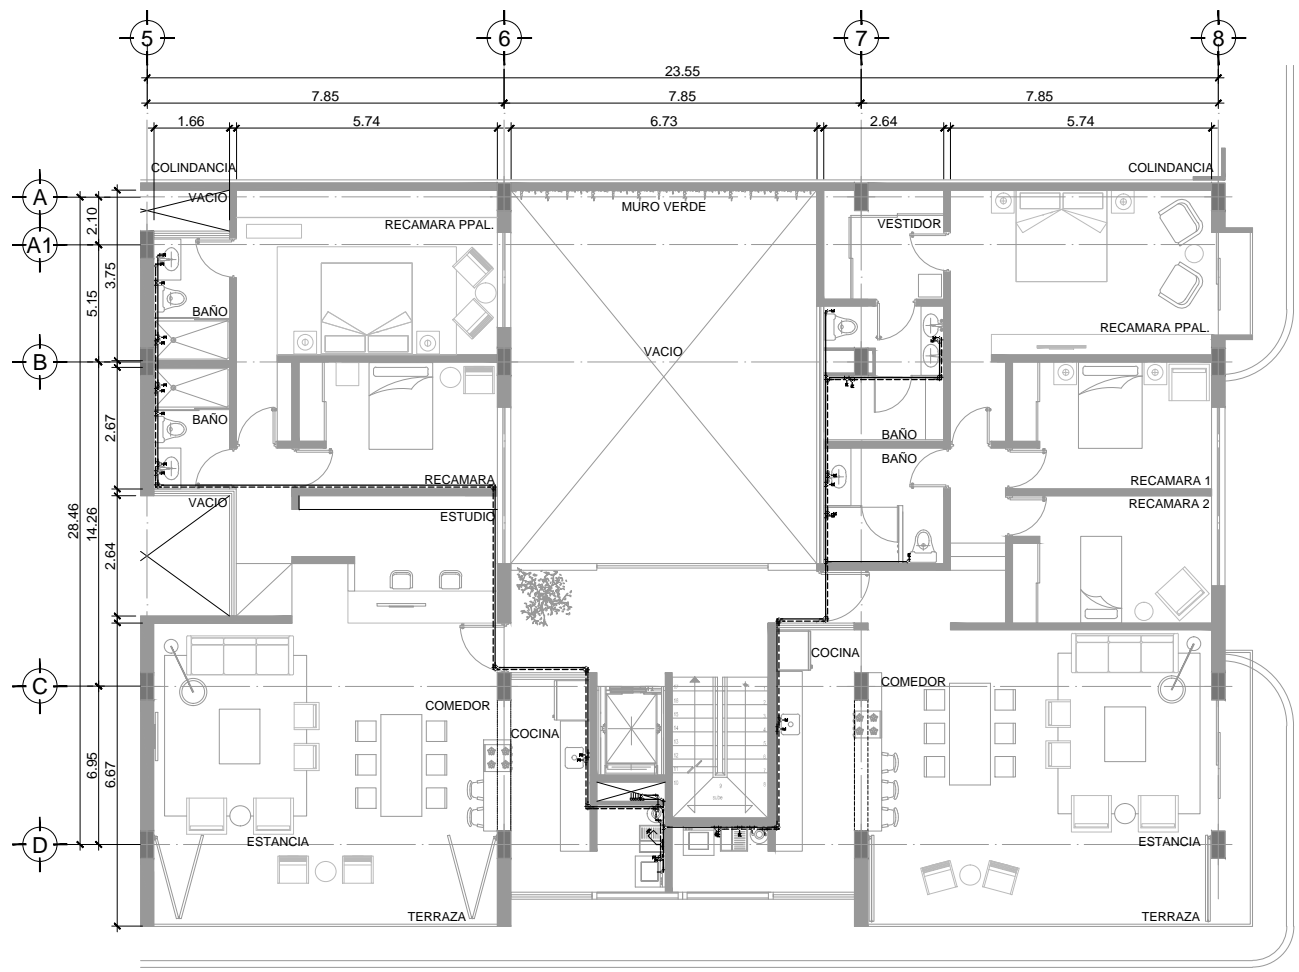 5 6 7 8
23.55
7.85 7.85 7.85
1.66 5.74 6.73 2.64 5.74
COLINDANCIA COLINDANCIA
A
VACIO
MURO VERDE
2.10
RECAMARA PPAL.
VESTIDOR
A1
3.75
5.15
BAÑO
RECAMARA PPAL.
B
VACIO
2.67
BAÑO
BAÑO
BAÑO
RECAMARA
RECAMARA 1
VACIO
RECAMARA 2
ESTUDIO
28.46
14.26
2.64
COCINA
C
COMEDOR
COMEDOR
COCINA
6.95
6.67
D
ESTANCIA
ESTANCIA
TERRAZA
TERRAZA